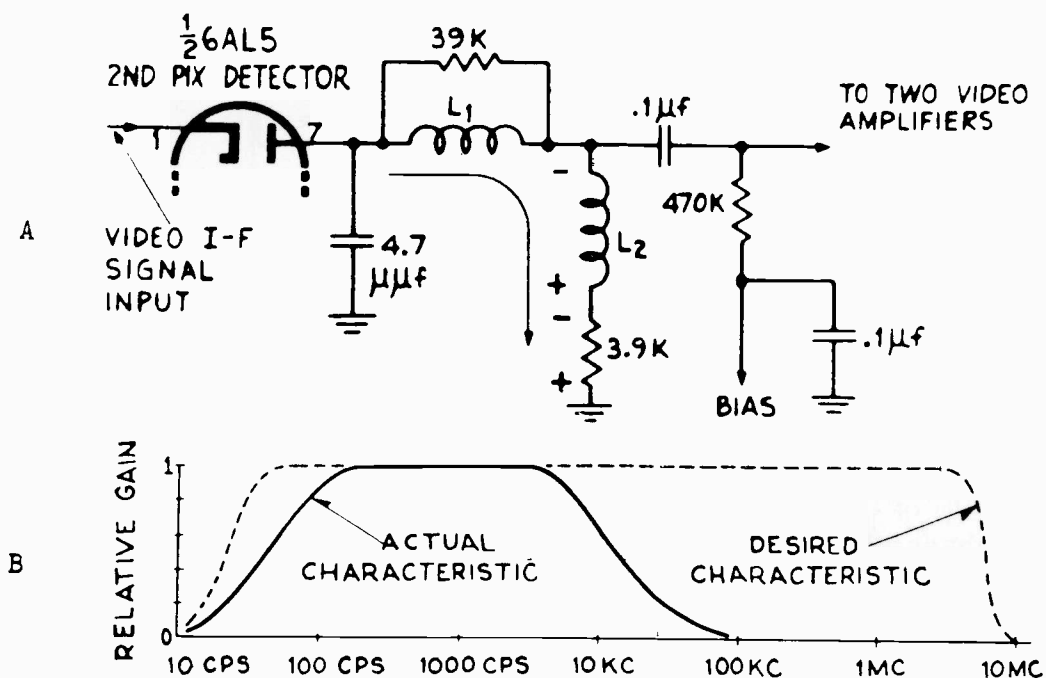 ½6AL5
2ND PIX DETECTOR
39K
L1
.1μf
TO TWO VIDEO
AMPLIFIERS
1
7
-
470K
A
VIDEO I-F
SIGNAL
INPUT
4.7
μμf
L2
+
-
3.9K
+
.1μf
BIAS
B
RELATIVE GAIN
1
0
ACTUAL
CHARACTERISTIC
DESIRED
CHARACTERISTIC
10 CPS 100 CPS 1000 CPS 10 KC 100 KC 1 MC 10 MC